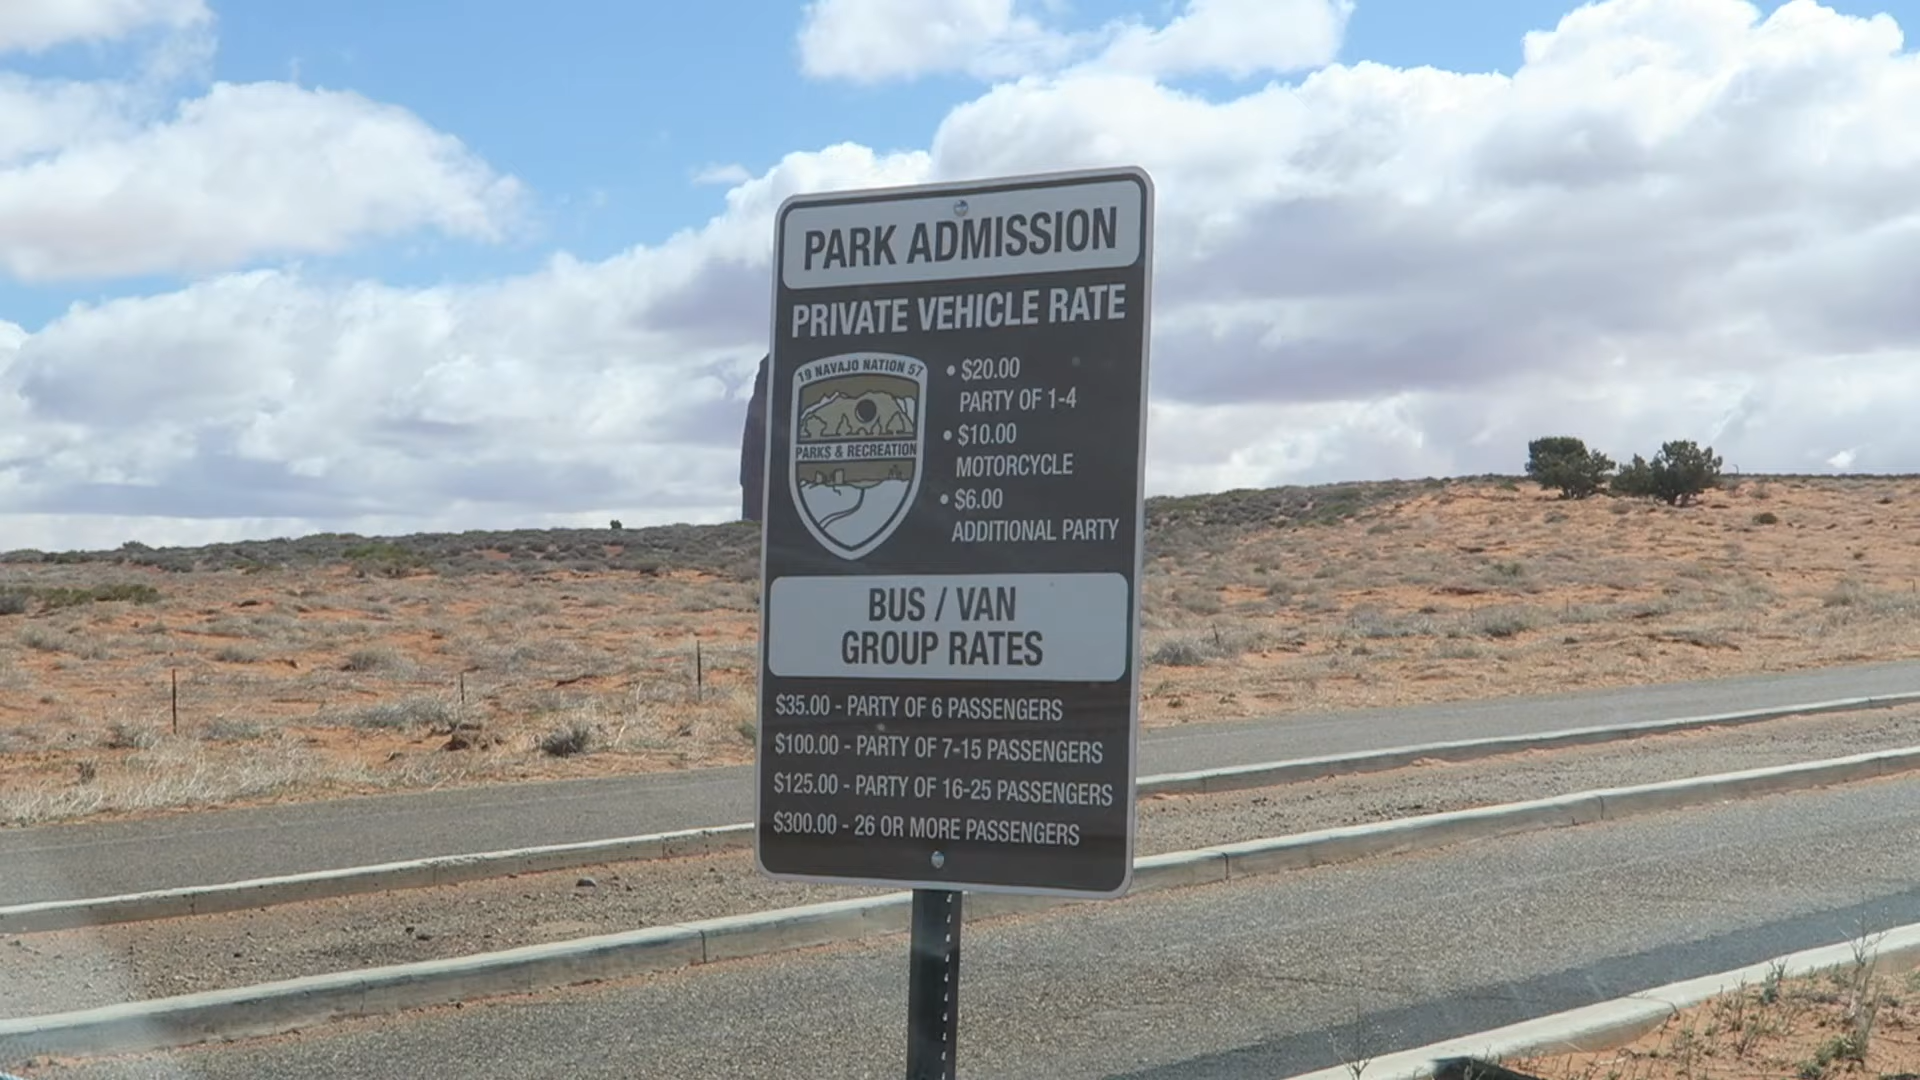 PARK ADMISSION
PRIVATE VEHICLE RATE
19 NAVAJO NATION 57
PARKS & RECREATION
• $20.00
PARTY OF 1-4
• $10.00
MOTORCYCLE
• $6.00
ADDITIONAL PARTY
BUS / VAN
GROUP RATES
$35.00 - PARTY OF 6 PASSENGERS
$100.00 - PARTY OF 7-15 PASSENGERS
$125.00 - PARTY OF 16-25 PASSENGERS
$300.00 - 26 OR MORE PASSENGERS